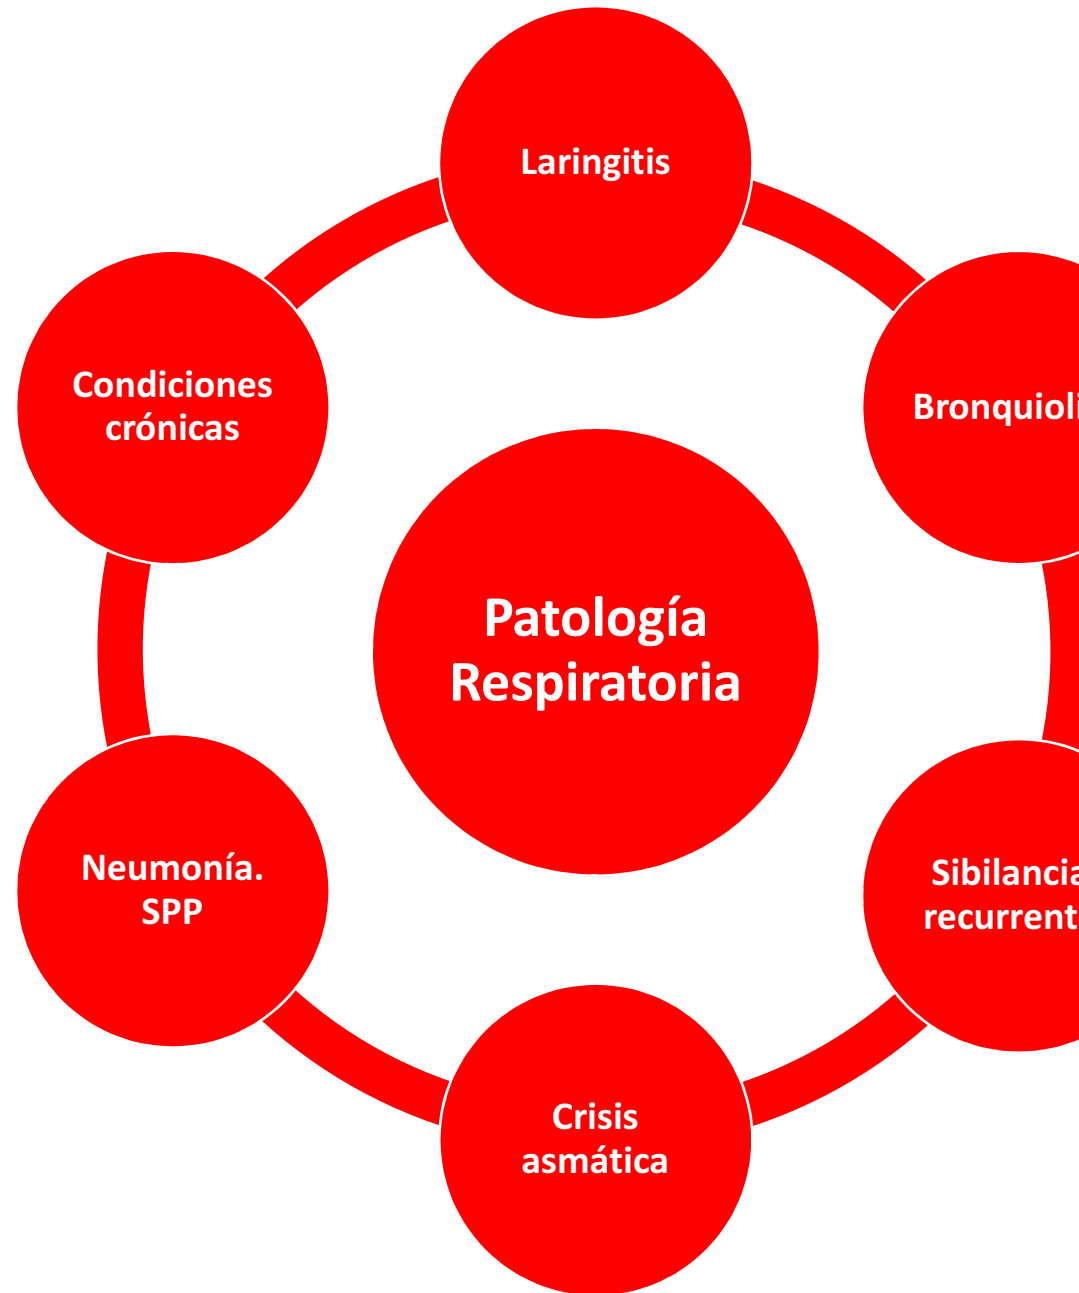 Laringitis
Condiciones
crónicas
Bronquioli
Patología
Respiratoria
Neumonía.
SPP
Sibilancia
recurrent
Crisis
asmática